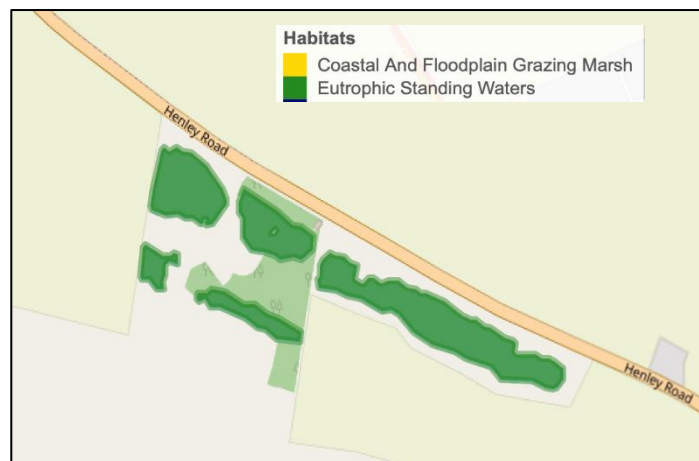 Habitats
Coastal And Floodplain Grazing Marsh
Eutrophic Standing Waters
Henley Road
Henley Road